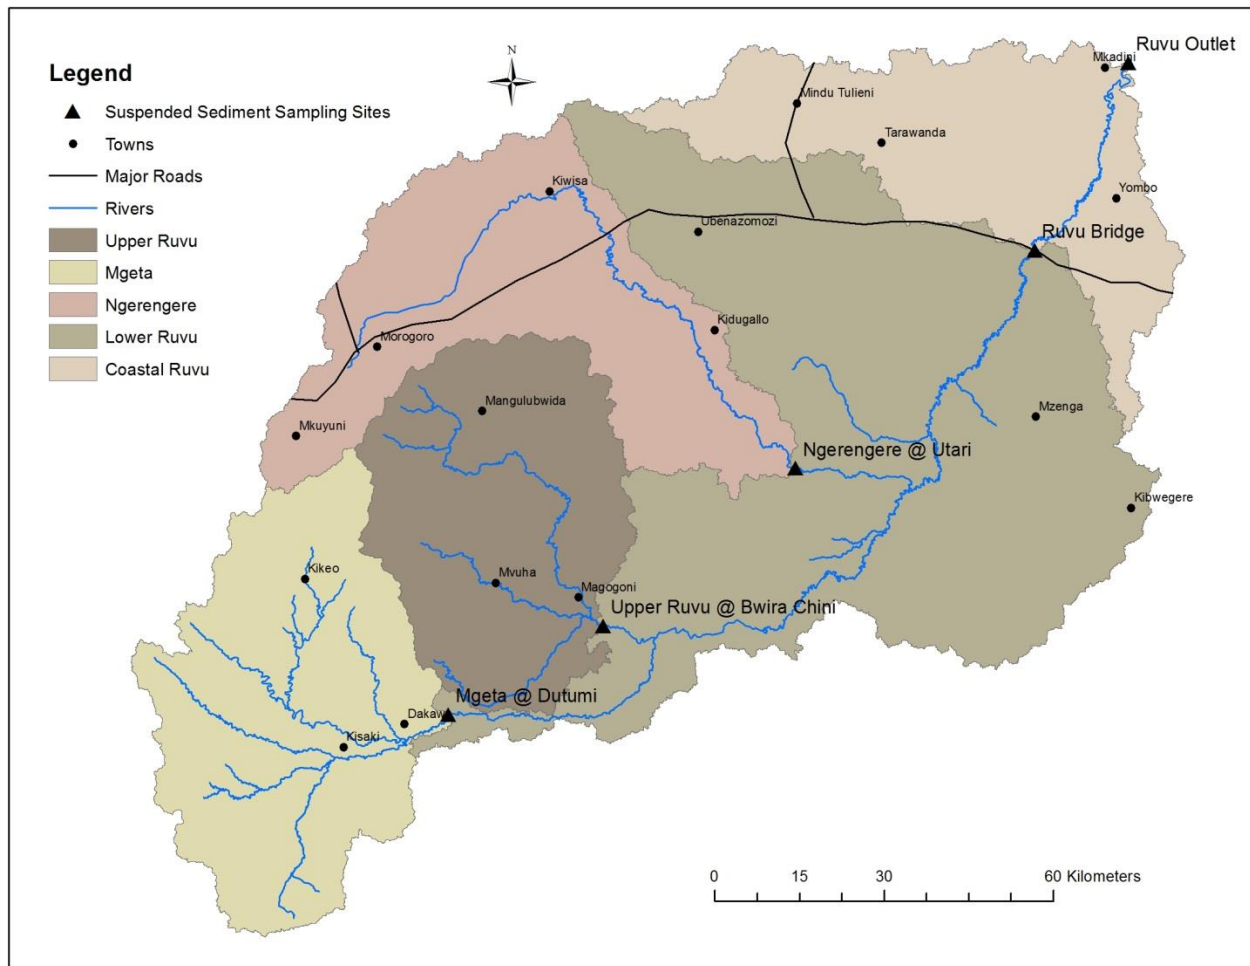 Legend
Suspended Sediment Sampling Sites
Towns
Major Roads
Rivers
Upper Ruvu
Mgeta
Ngerengere
Lower Ruvu
Coastal Ruvu
N
Ruvu Outlet
Mkadini
Mindu Tulieni
Tarawanda
Kiwisa
Yombo
Ubenazomozi
Ruvu Bridge
Kidugallo
Morogoro
Mangulubwida
Mzenga
Mkuyuni
Ngerengere @ Utari
Kibwegere
Kikeo
Mvuha
Magogoni
Upper Ruvu @ Bwira Chini
Mgeta @ Dutumi
Dakaw
Kisaki
0 15 30 60 Kilometers